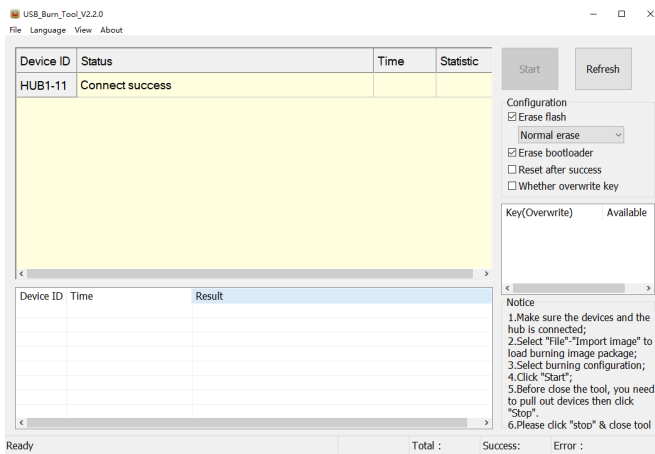 USB_Burn_Tool_V2.2.0
File Language View About
Device ID Status Time Statistic
HUB1-11 Connect success
Start Refresh
Configuration
Erase flash
Normal erase
Erase bootloader
Reset after success
Whether overwrite key
Key(Overwrite) Available
Device ID Time Result
Notice
1.Make sure the devices and the
hub is connected;
2.Select "File"-"Import image" to
load burning image package;
3.Select burning configuration;
4.Click "Start";
5.Before close the tool, you need
to pull out devices then click
"Stop".
6.Please click "stop" & close tool
Ready Total : Success: Error :